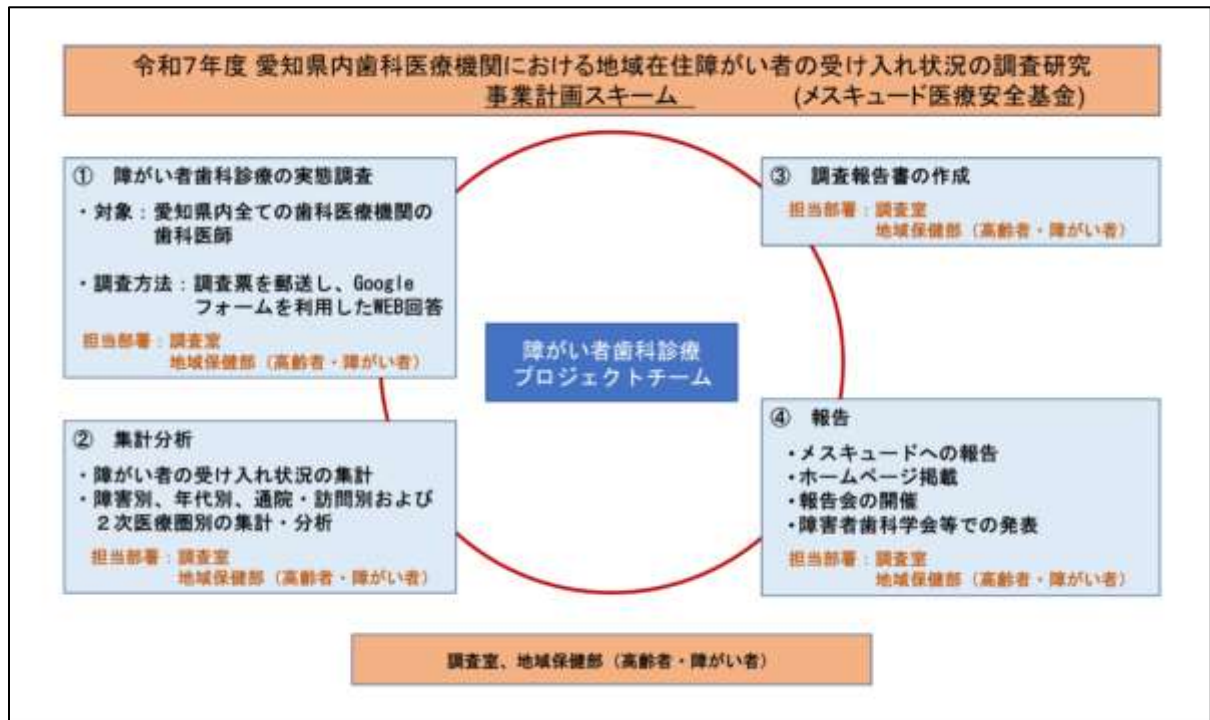 令和7年度 愛知県内歯科医療機関における地域在住障がい者の受け入れ状況の調査研究
事業計画スキーム (メスキュード医療安全基金)
① 障がい者歯科診療の実態調査
・対象：愛知県内全ての歯科医療機関の
歯科医師
・調査方法：調査票を郵送し、Google
フォームを利用したWEB回答
担当部署：調査室
地域保健部（高齢者・障がい者）
② 集計分析
・障がい者の受け入れ状況の集計
・障害別、年代別、通院・訪問別および
２次医療圏別の集計・分析
担当部署：調査室
地域保健部（高齢者・障がい者）
障がい者歯科診療
プロジェクトチーム
③ 調査報告書の作成
担当部署：調査室
地域保健部（高齢者・障がい者）
④ 報告
・メスキュードへの報告
・ホームページ掲載
・報告会の開催
・障害者歯科学会等での発表
担当部署：調査室
地域保健部（高齢者・障がい者）
調査室、地域保健部（高齢者・障がい者）